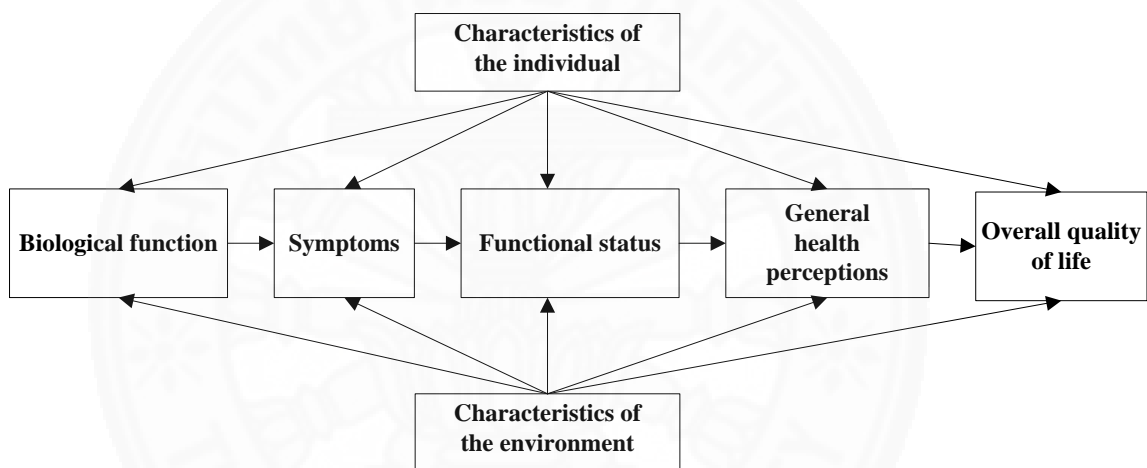 Characteristics of
the individual
Biological function
Symptoms
Functional status
General
health
perceptions
Overall quality
of life
Characteristics of
the environment